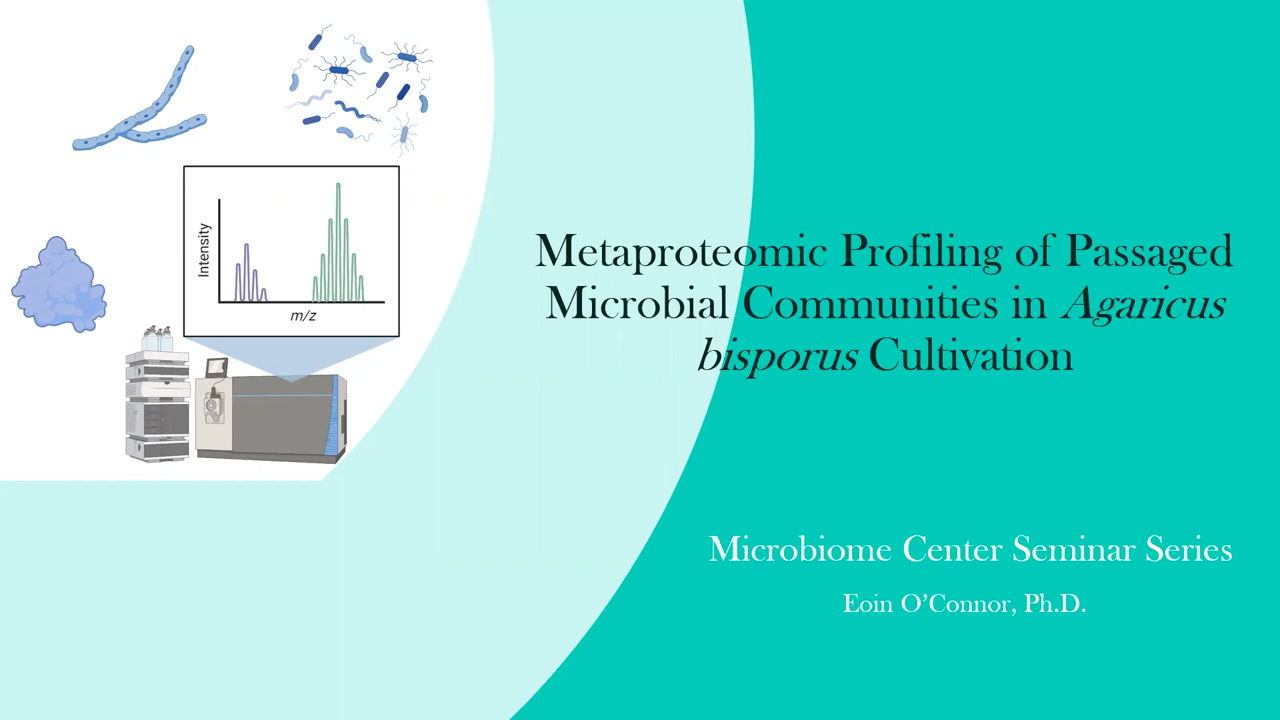 Intensity
m/z
Metaproteomic Profiling of Passaged
Microbial Communities in Agaricus
bisporus Cultivation
Microbiome Center Seminar Series
Eoin O’Connor, Ph.D.